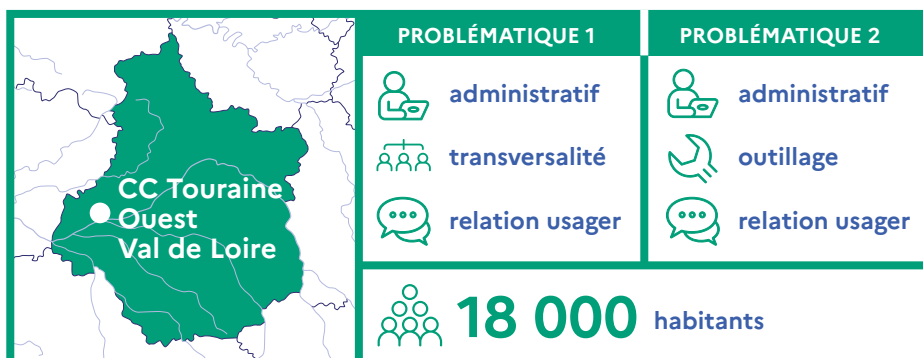 CC Touraine
Ouest
Val de Loire
PROBLÉMATIQUE 1
administratif
transversalité
relation usager
PROBLÉMATIQUE 2
administratif
outillage
relation usager
18 000 habitants